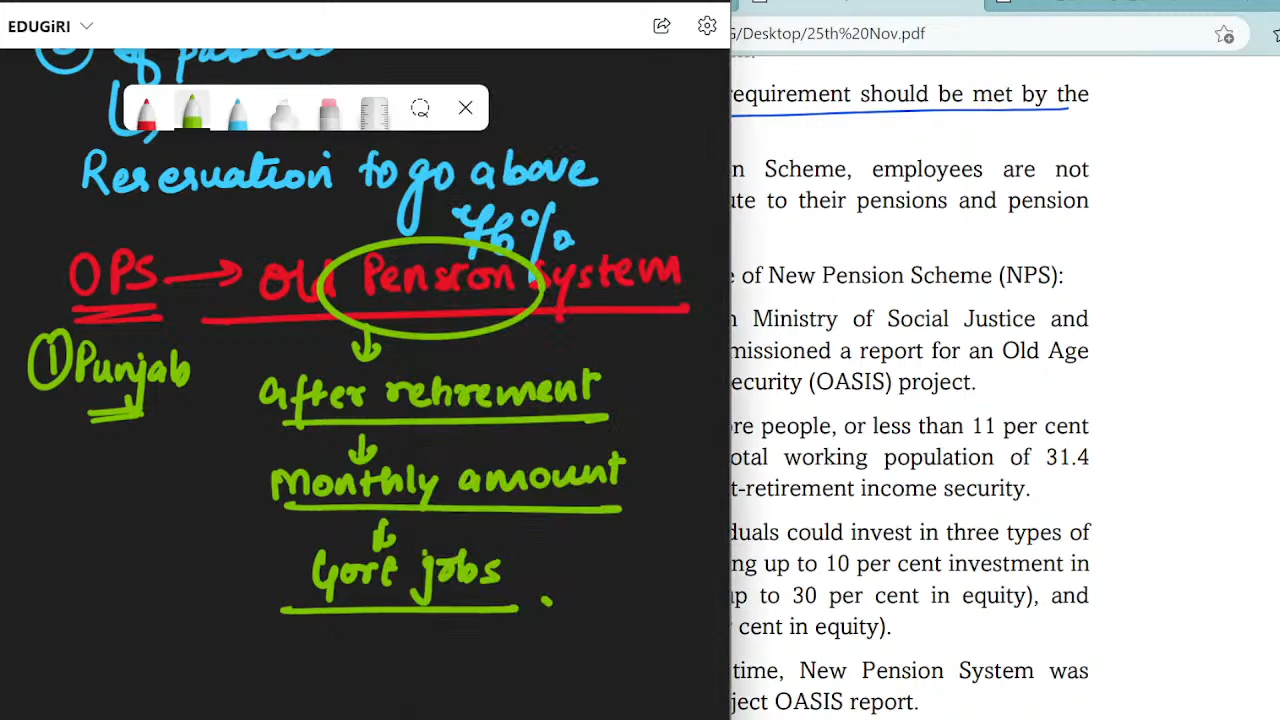 EDUGiRI
/Desktop/25th%20Nov.pdf
of
Reservation to go above
76%
OPS → Old Pension System
① Punjab
After retirement
Monthly amount
Govt jobs
requirement should be met by the
n Scheme, employees are not
ute to their pensions and pension
e of New Pension Scheme (NPS):
n Ministry of Social Justice and
missioned a report for an Old Age
ecurity (OASIS) project.
re people, or less than 11 per cent
otal working population of 31.4
t-retirement income security.
duals could invest in three types of
ng up to 10 per cent investment in
up to 30 per cent in equity), and
cent in equity).
time, New Pension System was
ject OASIS report.